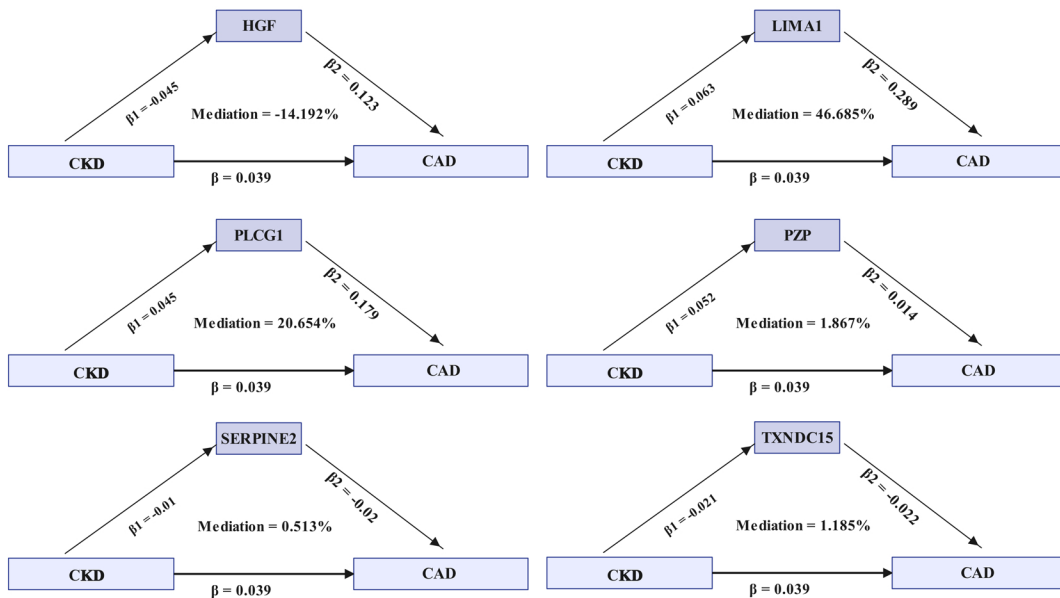 HGF
β1 = -0.045
β2 = 0.123
Mediation = -14.192%
CKD
CAD
β = 0.039
LIMA1
β1 = 0.063
β2 = 0.289
Mediation = 46.685%
CKD
CAD
β = 0.039
PLCG1
β1 = 0.045
β2 = 0.179
Mediation = 20.654%
CKD
CAD
β = 0.039
PZP
β1 = 0.052
β2 = 0.014
Mediation = 1.867%
CKD
CAD
β = 0.039
SERPINE2
β1 = -0.01
β2 = -0.02
Mediation = 0.513%
CKD
CAD
β = 0.039
TXNDC15
β1 = -0.021
β2 = -0.022
Mediation = 1.185%
CKD
CAD
β = 0.039